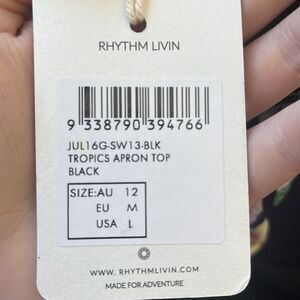 RHYTHM LIVIN
9 338790 394766
JUL16G-SW13-BLK
TROPICS APRON TOP
BLACK
SIZE:AU 12
EU M
USA L
WWW.RHYTHMLIVIN.COM
MADE FOR ADVENTURE